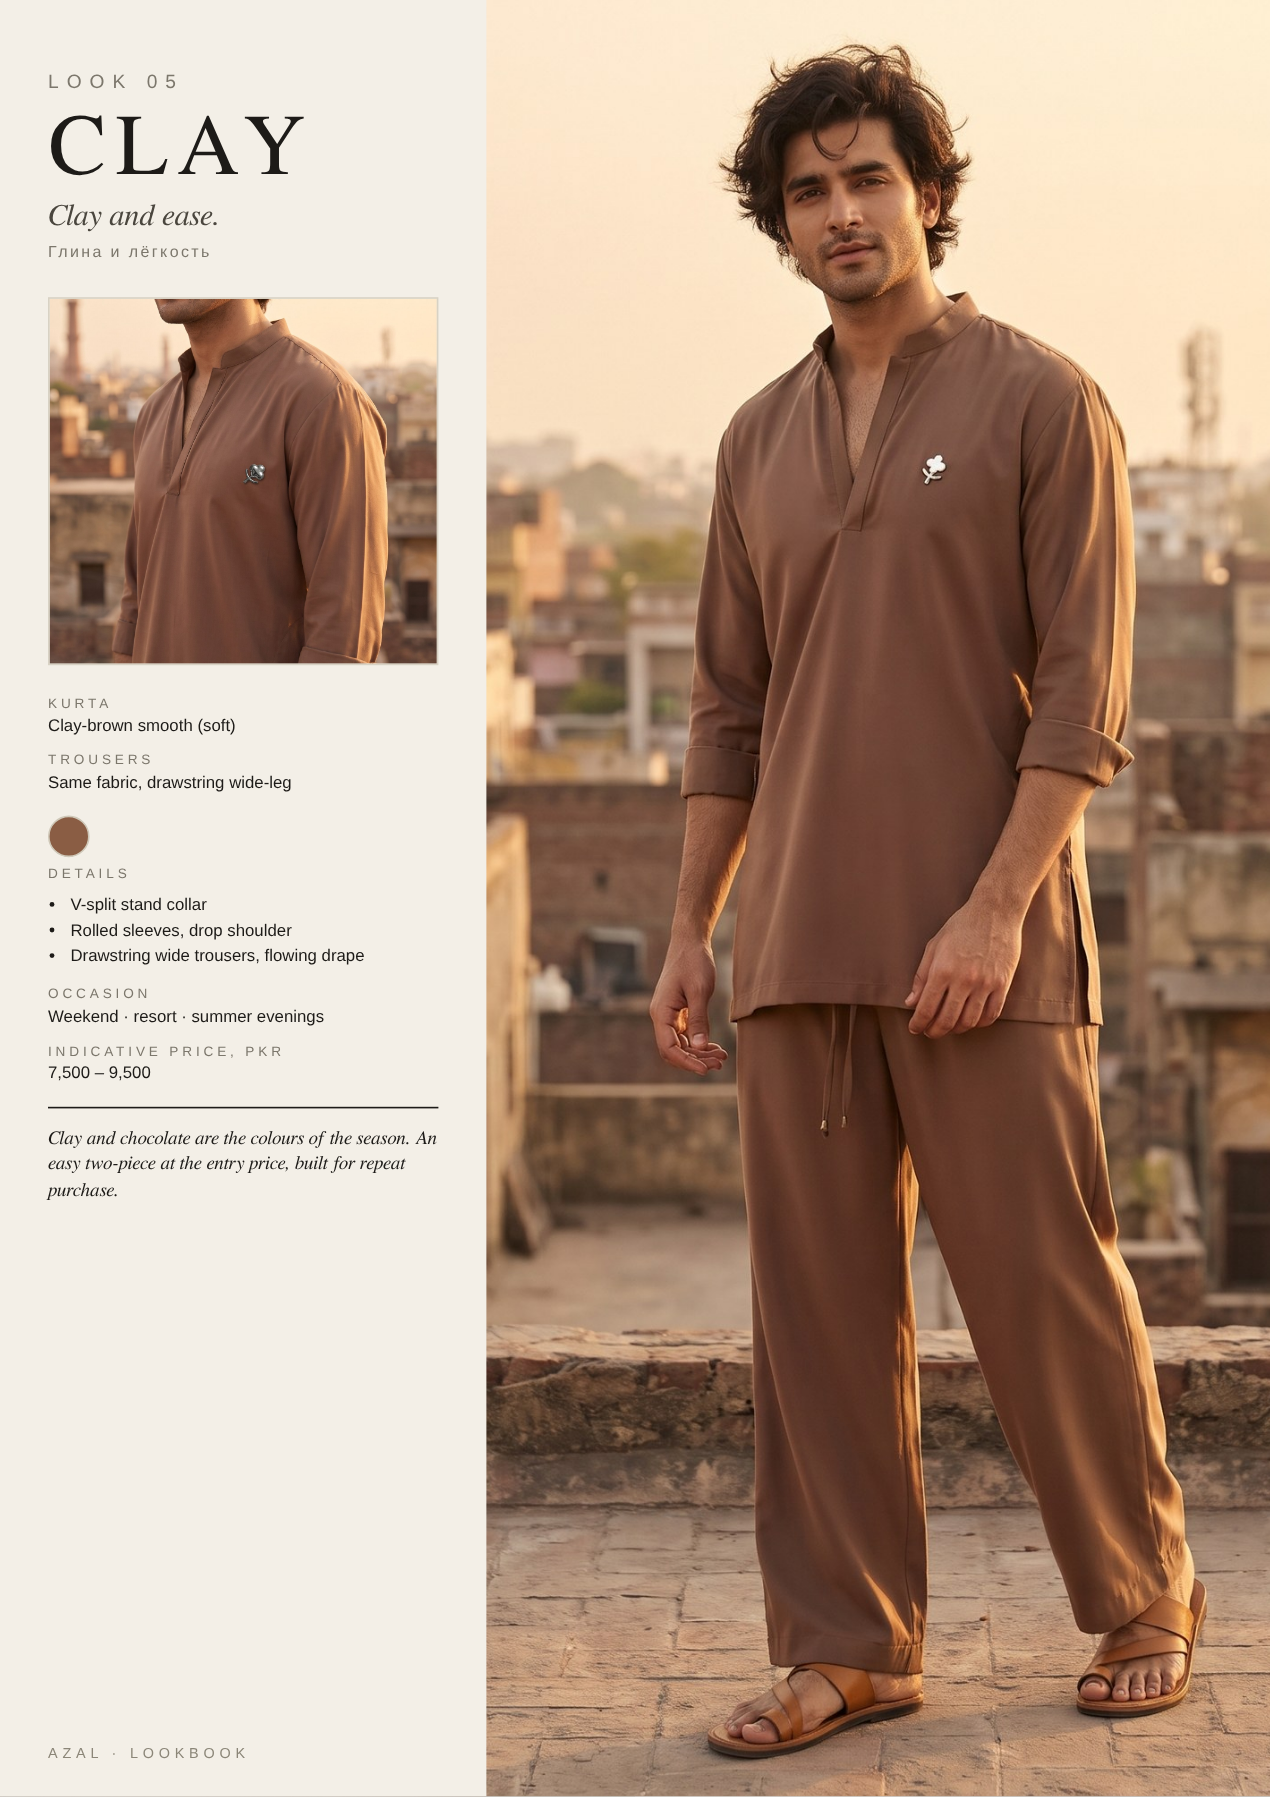 LOOK 05
CLAY
Clay and ease.
Глина и лёгкость
KURTA
Clay-brown smooth (soft)
TROUSERS
Same fabric, drawstring wide-leg
DETAILS
• V-split stand collar
• Rolled sleeves, drop shoulder
• Drawstring wide trousers, flowing drape
OCCASION
Weekend · resort · summer evenings
INDICATIVE PRICE, PKR
7,500 – 9,500
Clay and chocolate are the colours of the season. An
easy two-piece at the entry price, built for repeat
purchase.
AZAL · LOOKBOOK